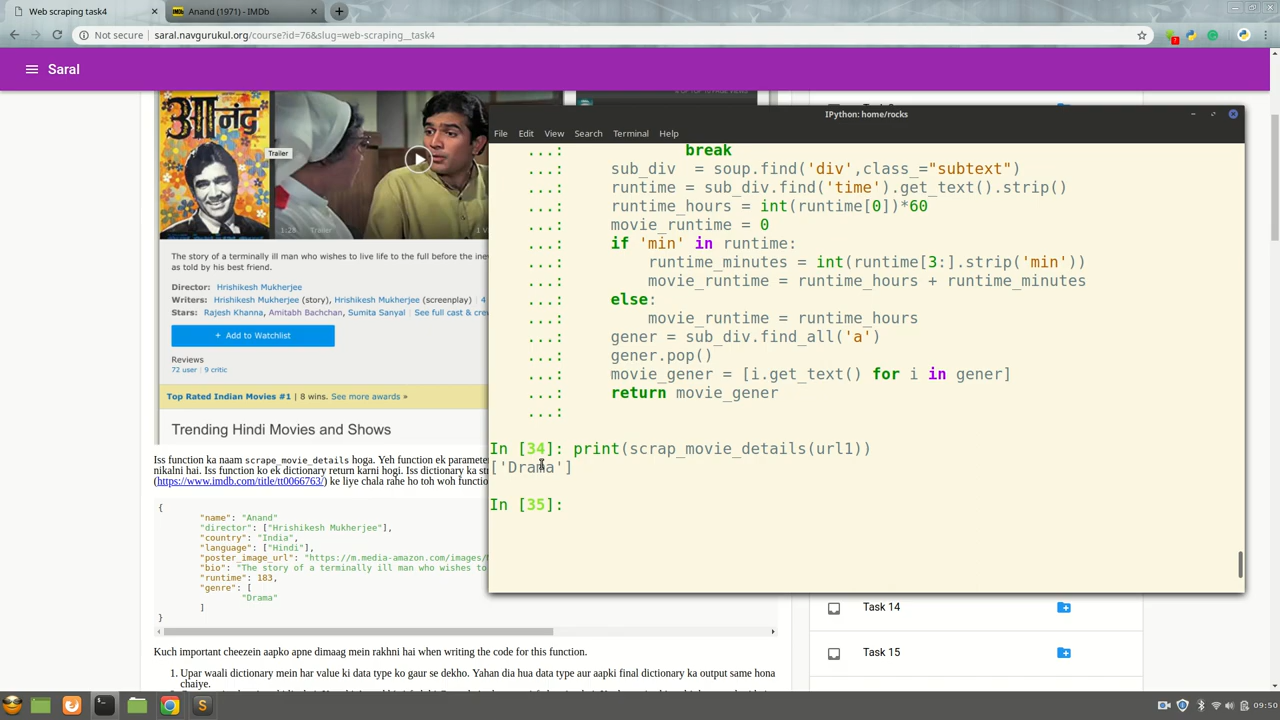 Web scraping task4
Anand (1971) - IMDb
Not secure
saral.navgurukul.org/course?id=76&slug=web-scraping__task4
Saral
आनंद
Trailer
1:28 Trailer
The story of a terminally ill man who wishes to live life to the full before the ine
as told by his best friend.
Director: Hrishikesh Mukherjee
Writers: Hrishikesh Mukherjee (story), Hrishikesh Mukherjee (screenplay) | 4
Stars: Rajesh Khanna, Amitabh Bachchan, Sumita Sanyal | See full cast & cre
+ Add to Watchlist
Reviews
72 user | 9 critic
Top Rated Indian Movies #1 | 8 wins. See more awards »
Trending Hindi Movies and Shows
Iss function ka naam scrape_movie_details hoga. Yeh function ek parameter
nikalni hai. Iss function ko ek dictionary return karni hogi. Iss dictionary ka str
(https://www.imdb.com/title/tt0066763/) ke liye chala rahe ho toh woh functio
{
"name": "Anand"
"director": ["Hrishikesh Mukherjee"],
"country": "India",
"language": ["Hindi"],
"poster_image_url": "https://m.media-amazon.com/images/
"bio": "The story of a terminally ill man who wishes to
"runtime": 183,
"genre": [
"Drama"
]
}
Kuch important cheezein aapko apne dimaag mein rakhni hai when writing the code for this function.
1. Upar waali dictionary mein har value ki data type ko gaur se dekho. Yahan dia hua data type aur aapki final dictionary ka output same hona
chaiye.
IPython: home/rocks
File Edit View Search Terminal Help
...: break
...: sub_div = soup.find('div',class_="subtext")
...: runtime = sub_div.find('time').get_text().strip()
...: runtime_hours = int(runtime[0])*60
...: movie_runtime = 0
...: if 'min' in runtime:
...: runtime_minutes = int(runtime[3:].strip('min'))
...: movie_runtime = runtime_hours + runtime_minutes
...: else:
...: movie_runtime = runtime_hours
...: gener = sub_div.find_all('a')
...: gener.pop()
...: movie_gener = [i.get_text() for i in gener]
...: return movie_gener
...:
In [34]: print(scrap_movie_details(url1))
['Drama']
In [35]:
Task 14
Task 15
09:50